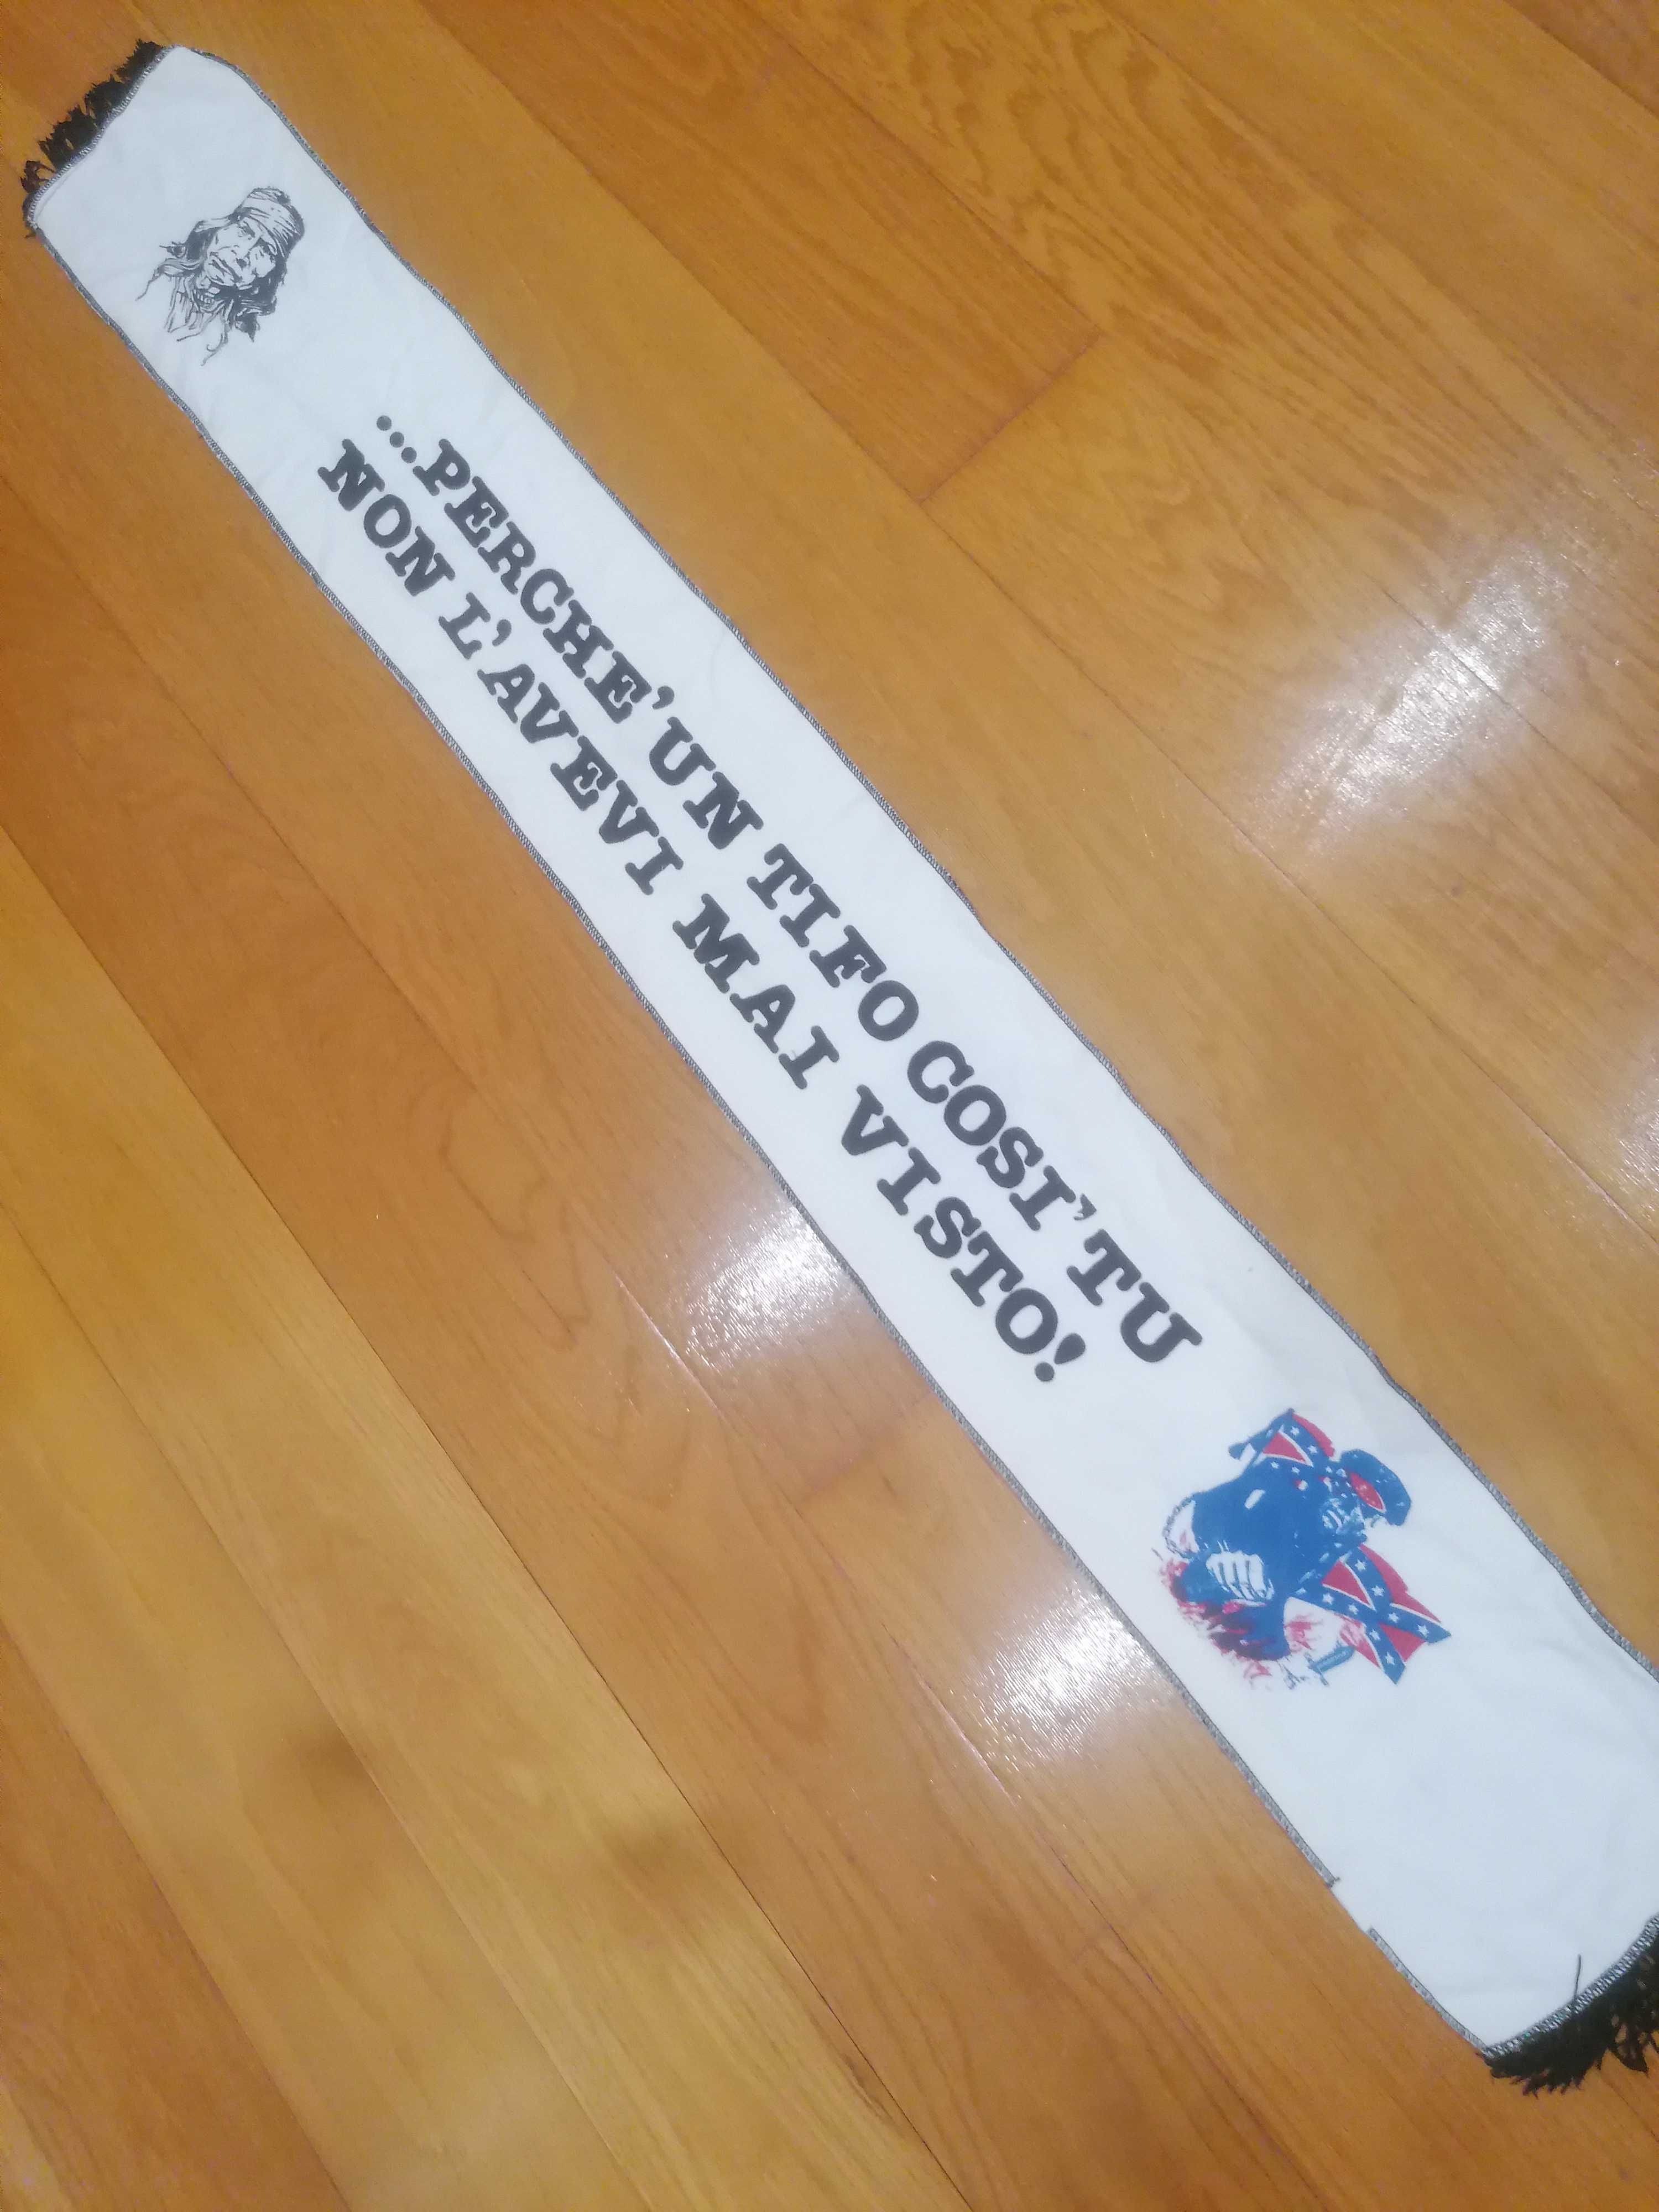 ...PERCHE' UN TIFO COSI' TU
NON L'AVEVI MAI VISTO!